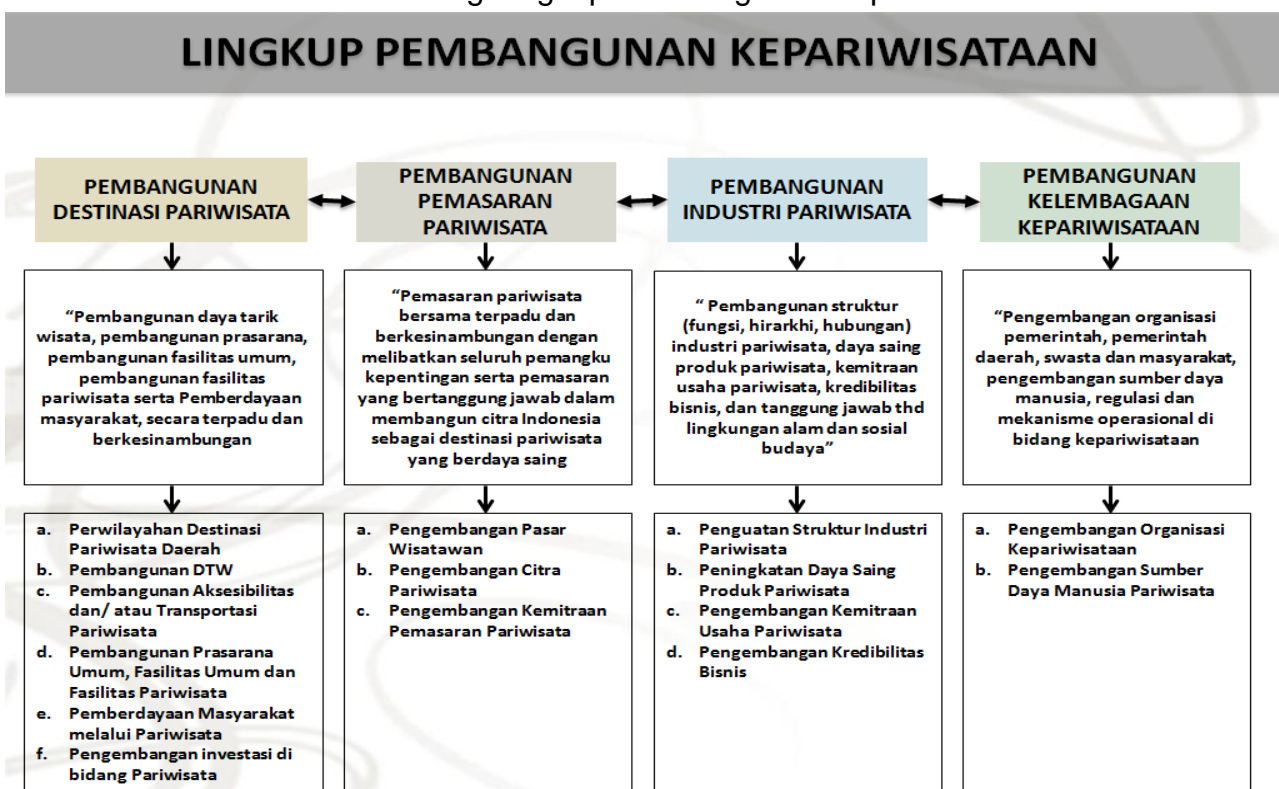 LINGKUP PEMBANGUNAN KEPARIWISATAAN
PEMBANGUNAN
DESTINASI PARIWISATA
PEMBANGUNAN
PEMASARAN
PARIWISATA
PEMBANGUNAN
INDUSTRI PARIWISATA
PEMBANGUNAN
KELEMBAGAAN
KEPARIWISATAAN
“Pembangunan daya tarik
wisata, pembangunan prasarana,
pembangunan fasilitas umum,
pembangunan fasilitas
pariwisata serta Pemberdayaan
masyarakat, secara terpadu dan
berkesinambungan
“Pemasaran pariwisata
bersama terpadu dan
berkesinambungan dengan
melibatkan seluruh pemangku
kepentingan serta pemasaran
yang bertanggung jawab dalam
membangun citra Indonesia
sebagai destinasi pariwisata
yang berdaya saing
“ Pembangunan struktur
(fungsi, hirarkhi, hubungan)
industri pariwisata, daya saing
produk pariwisata, kemitraan
usaha pariwisata, kredibilitas
bisnis, dan tanggung jawab thd
lingkungan alam dan sosial
budaya”
“Pengembangan organisasi
pemerintah, pemerintah
daerah, swasta dan masyarakat,
pengembangan sumber daya
manusia, regulasi dan
mekanisme operasional di
bidang kepariwisataan
a. Perwilayahan Destinasi
Pariwisata Daerah
b. Pembangunan DTW
c. Pembangunan Aksesibilitas
dan/ atau Transportasi
Pariwisata
d. Pembangunan Prasarana
Umum, Fasilitas Umum dan
Fasilitas Pariwisata
e. Pemberdayaan Masyarakat
melalui Pariwisata
f. Pengembangan investasi di
bidang Pariwisata
a. Pengembangan Pasar
Wisatawan
b. Pengembangan Citra
Pariwisata
c. Pengembangan Kemitraan
Pemasaran Pariwisata
a. Penguatan Struktur Industri
Pariwisata
b. Peningkatan Daya Saing
Produk Pariwisata
c. Pengembangan Kemitraan
Usaha Pariwisata
d. Pengembangan Kredibilitas
Bisnis
a. Pengembangan Organisasi
Kepariwisataan
b. Pengembangan Sumber
Daya Manusia Pariwisata